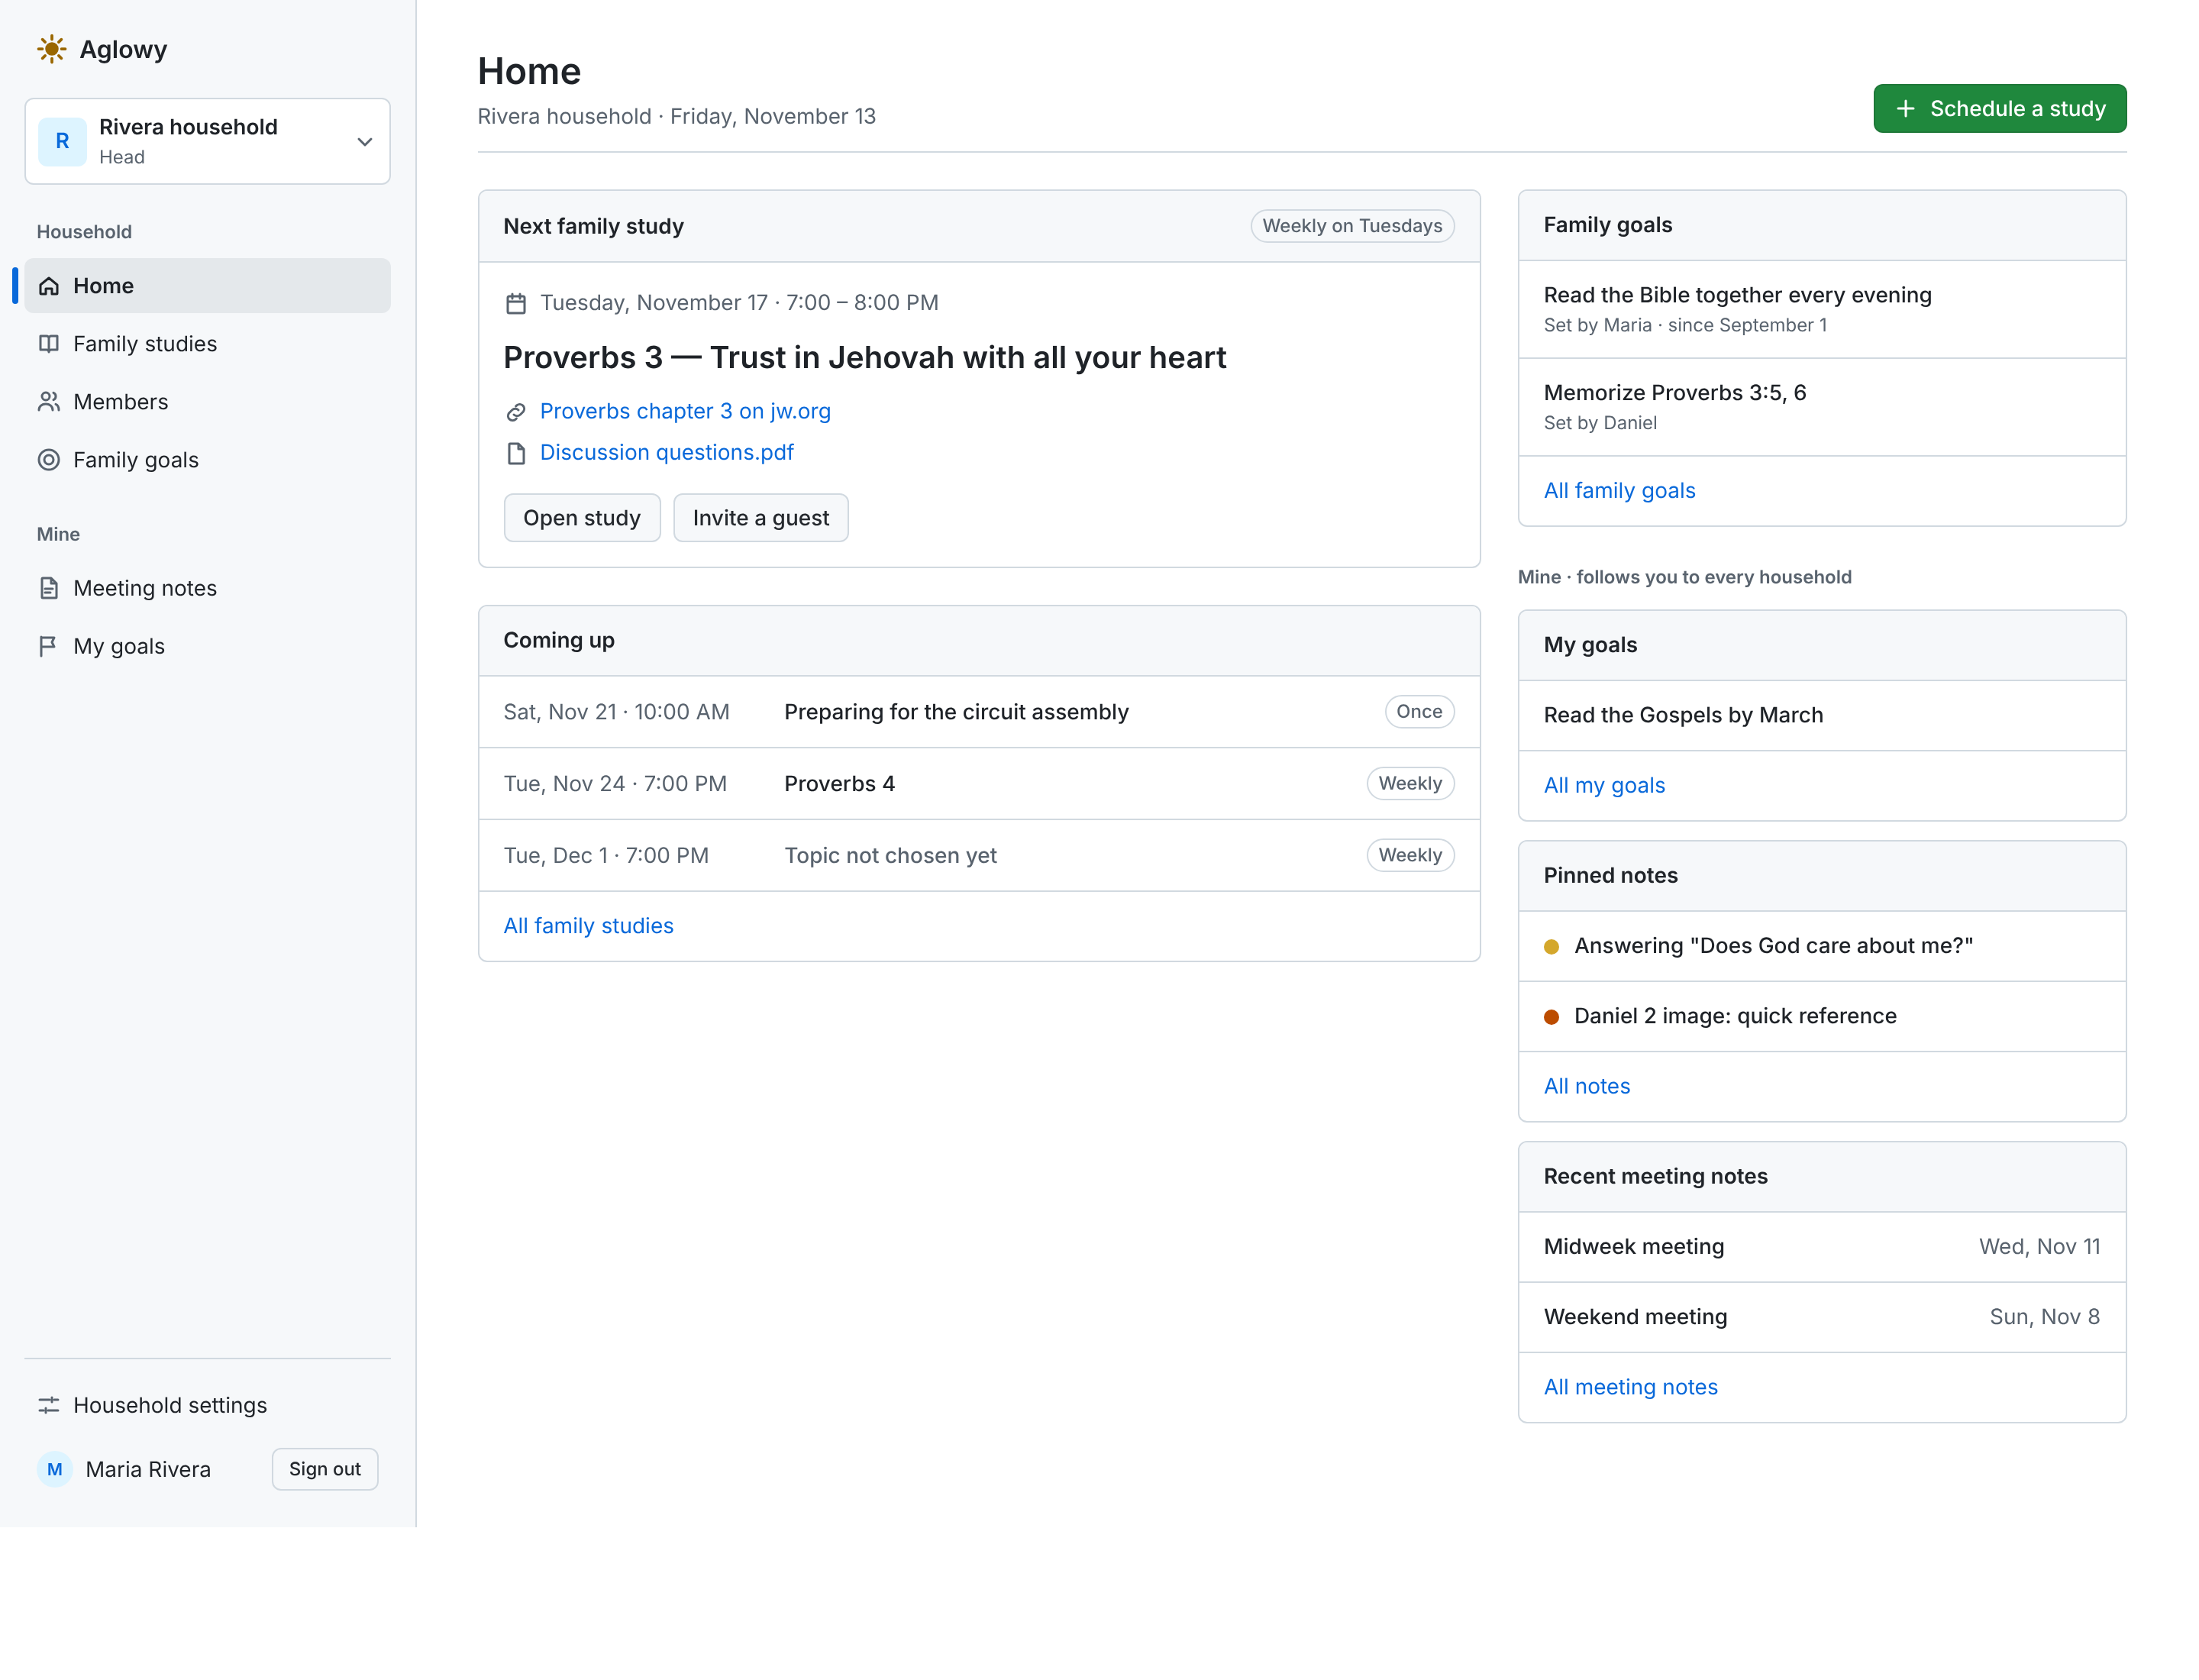 Aglowy
R
Rivera household
Head
Household
Home
Family studies
Members
Family goals
Mine
Meeting notes
My goals
Household settings
M
Maria Rivera
Sign out
Home
Rivera household · Friday, November 13
Schedule a study
Next family study
Weekly on Tuesdays
Tuesday, November 17 · 7:00 – 8:00 PM
Proverbs 3 — Trust in Jehovah with all your heart
Proverbs chapter 3 on jw.org
Discussion questions.pdf
Open study
Invite a guest
Coming up
Sat, Nov 21 · 10:00 AM Preparing for the circuit assembly Once
Tue, Nov 24 · 7:00 PM Proverbs 4 Weekly
Tue, Dec 1 · 7:00 PM Topic not chosen yet Weekly
All family studies
Family goals
Read the Bible together every evening
Set by Maria · since September 1
Memorize Proverbs 3:5, 6
Set by Daniel
All family goals
Mine · follows you to every household
My goals
Read the Gospels by March
All my goals
Pinned notes
Answering "Does God care about me?"
Daniel 2 image: quick reference
All notes
Recent meeting notes
Midweek meeting Wed, Nov 11
Weekend meeting Sun, Nov 8
All meeting notes